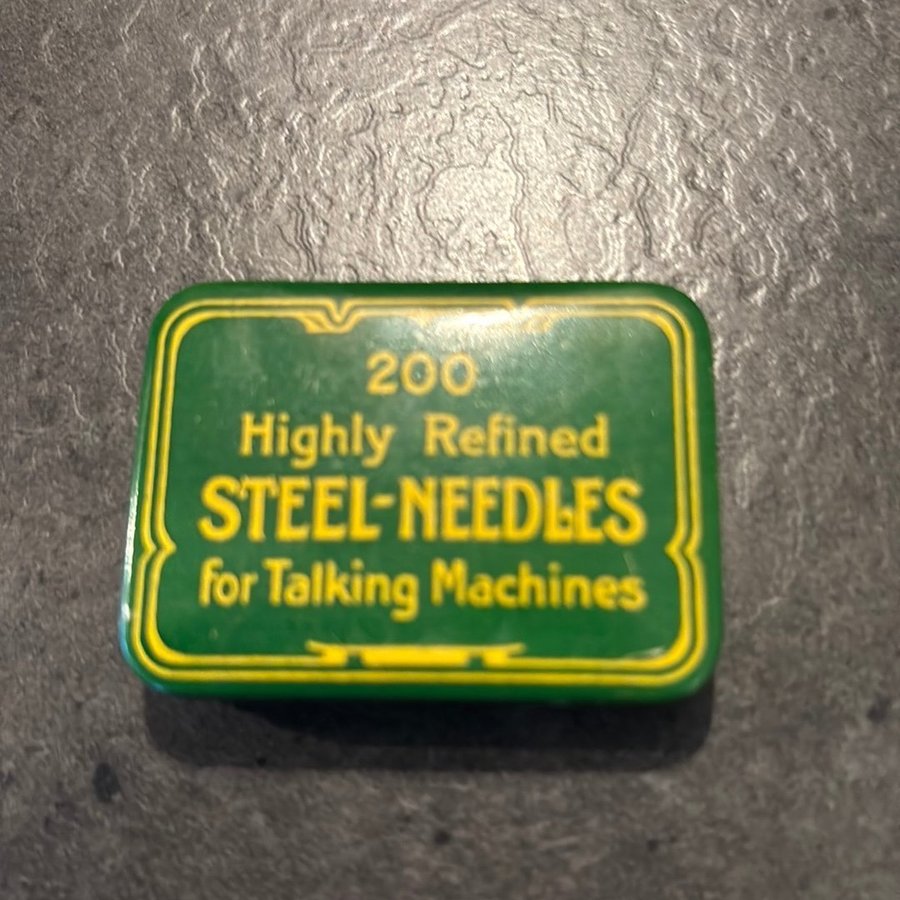 200
Highly Refined
STEEL-NEEDLES
for Talking Machines